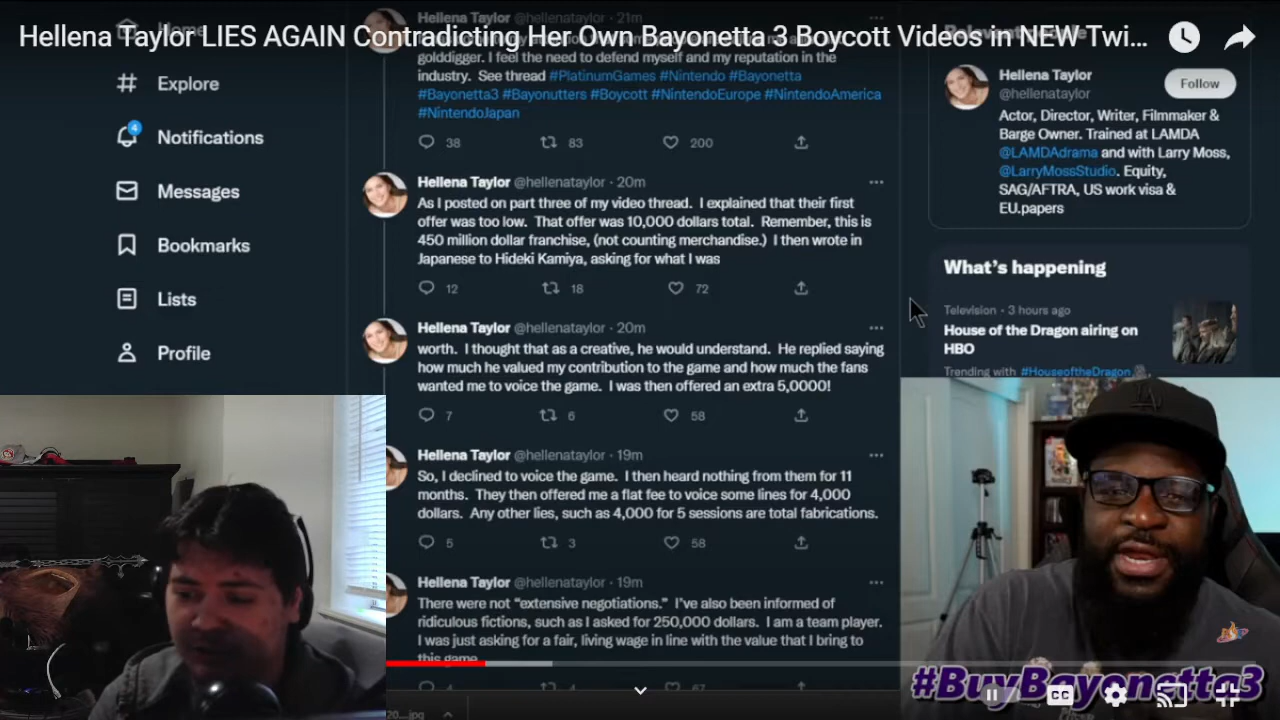 Hellena Taylor LIES AGAIN Contradicting Her Own Bayonetta 3 Boycott Videos in NEW Twi...
Explore
Notifications
4
Messages
Bookmarks
Lists
Profile
Hellena Taylor @hellenataylor · 21m
golddigger. I feel the need to defend myself and my reputation in the
industry. See thread #PlatinumGames #Nintendo #Bayonetta
#Bayonetta3 #Bayonutters #Boycott #NintendoEurope #NintendoAmerica
#NintendoJapan
38 83 200
Hellena Taylor @hellenataylor · 20m
As I posted on part three of my video thread. I explained that their first
offer was too low. That offer was 10,000 dollars total. Remember, this is
450 million dollar franchise, (not counting merchandise.) I then wrote in
Japanese to Hideki Kamiya, asking for what I was
12 18 72
Hellena Taylor @hellenataylor · 20m
worth. I thought that as a creative, he would understand. He replied saying
how much he valued my contribution to the game and how much the fans
wanted me to voice the game. I was then offered an extra 5,0000!
7 6 58
Hellena Taylor @hellenataylor · 19m
So, I declined to voice the game. I then heard nothing from them for 11
months. They then offered me a flat fee to voice some lines for 4,000
dollars. Any other lies, such as 4,000 for 5 sessions are total fabrications.
5 3 58
Hellena Taylor @hellenataylor · 19m
There were not “extensive negotiations.” I’ve also been informed of
ridiculous fictions, such as I asked for 250,000 dollars. I am a team player.
I was just asking for a fair, living wage in line with the value that I bring to
this game
Hellena Taylor
@hellenataylor
Follow
Actor, Director, Writer, Filmmaker &
Barge Owner. Trained at LAMDA
@LAMDAdrama and with Larry Moss,
@LarryMossStudio. Equity,
SAG/AFTRA, US work visa &
EU.papers
What’s happening
Television · 3 hours ago
House of the Dragon airing on
HBO
Trending with #HouseoftheDragon
#BuyBayonetta3
CC